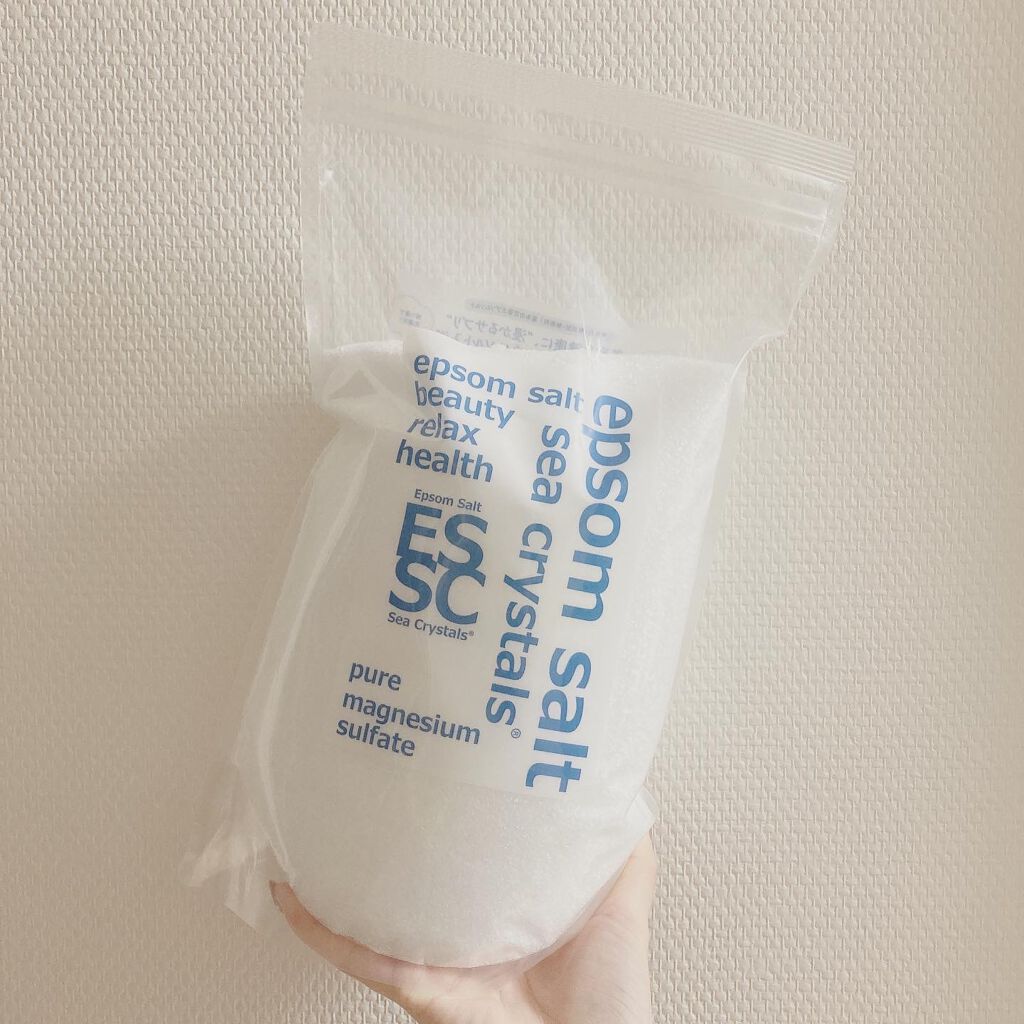 epsom salt
beauty
relax
health
Epsom Salt
ES
SC
Sea Crystals®
pure
magnesium
sulfate
sea crystals®
epsom salt